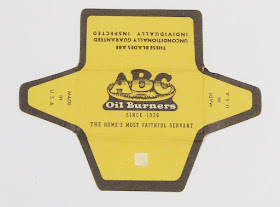 THESE BLADES ARE
UNCONDITIONALLY GUARANTEED
INDIVIDUALLY INSPECTED
ABC
Oil Burners
SINCE 1926
THE HOME'S MOST FAITHFUL SERVANT
MADE
IN
U.S.A
MADE
IN
U.S.A